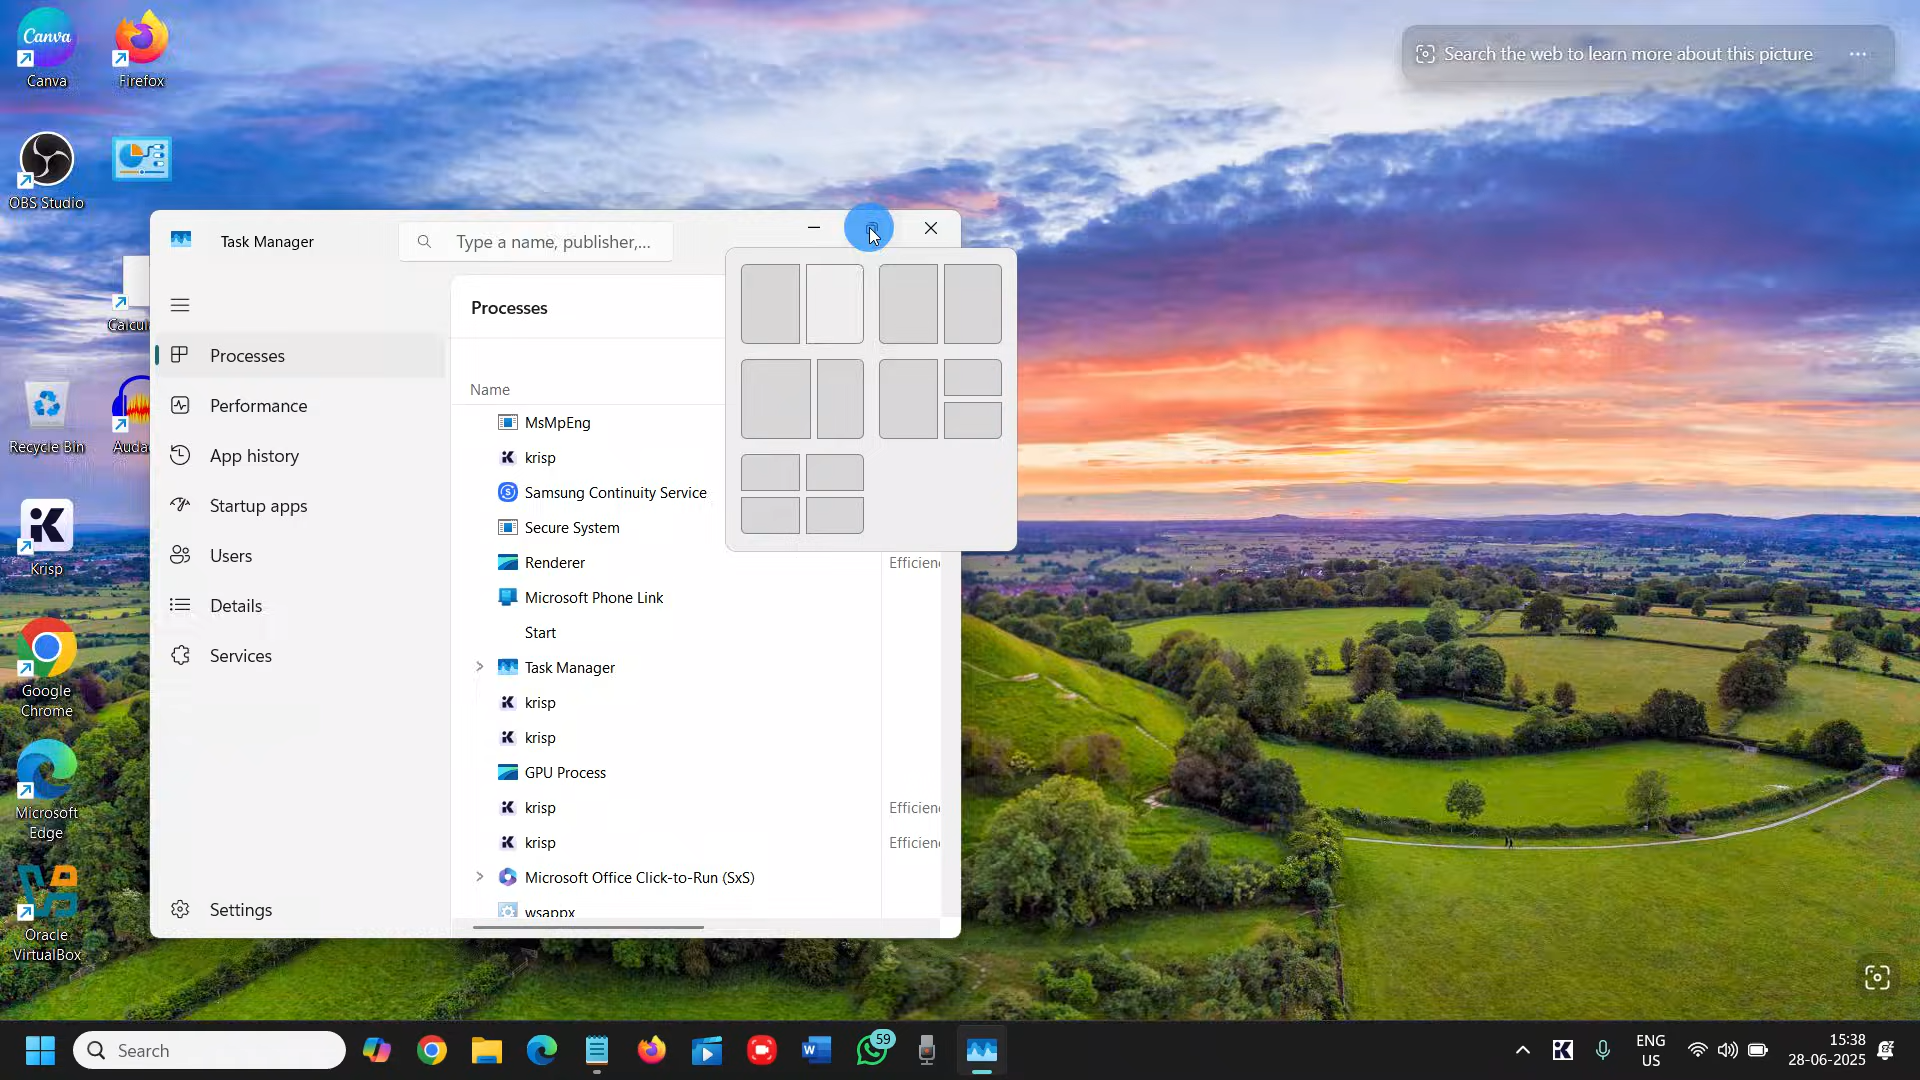 Canva
Canva
Firefox
Search the web to learn more about this picture
OBS Studio
Task Manager
Type a name, publisher,...
Processes
Processes
Performance
App history
Startup apps
Users
Details
Services
Settings
Name
MsMpEng
krisp
Samsung Continuity Service
Secure System
Renderer
Efficien
Microsoft Phone Link
Start
Task Manager
krisp
krisp
GPU Process
krisp
Efficien
krisp
Efficien
Microsoft Office Click-to-Run (SxS)
wsappx
Calcul
Recycle Bin
Audac
Krisp
Google
Chrome
Microsoft
Edge
Oracle
VirtualBox
Search
59
ENG
US
15:38
28-06-2025